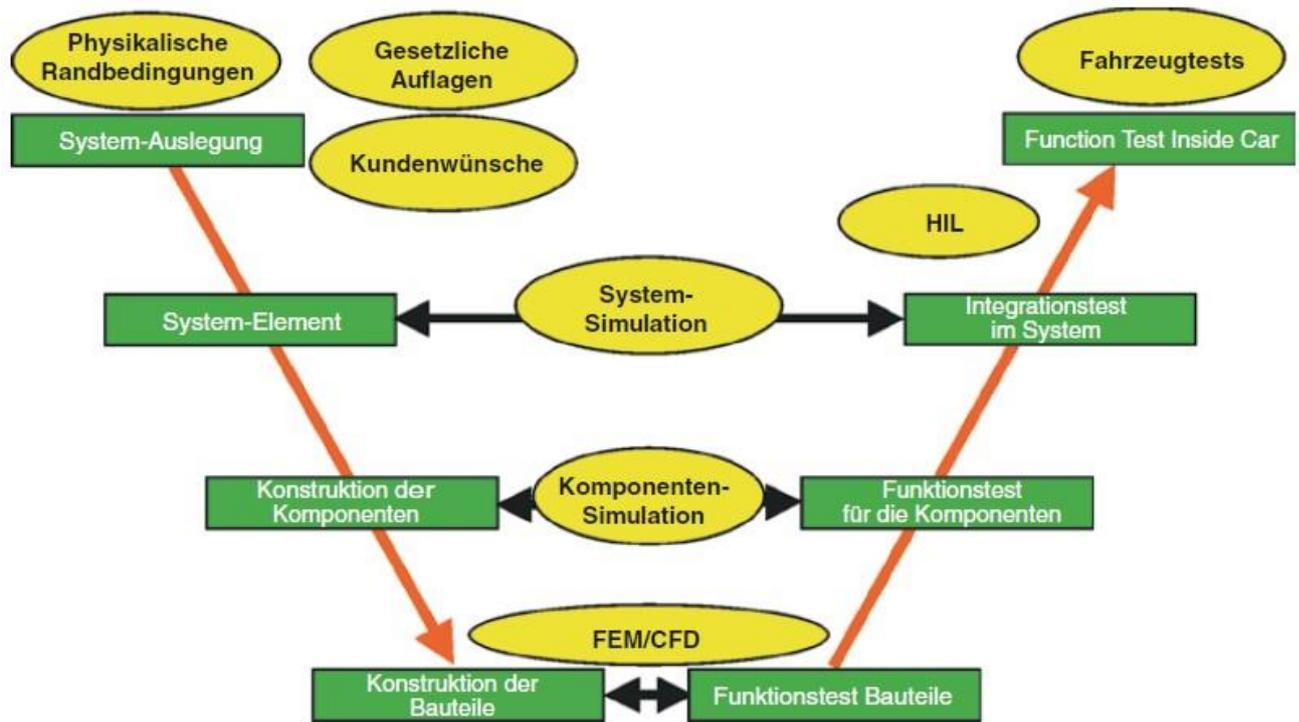 Physikalische
Randbedingungen
Gesetzliche
Auflagen
Fahrzeugtests
System-Auslegung
Kundenwünsche
Function Test Inside Car
HIL
System-Element
System-
Simulation
Integrationstest
im System
Konstruktion der
Komponenten
Komponenten-
Simulation
Funktionstest
für die Komponenten
FEM/CFD
Konstruktion der
Bauteile
Funktionstest Bauteile